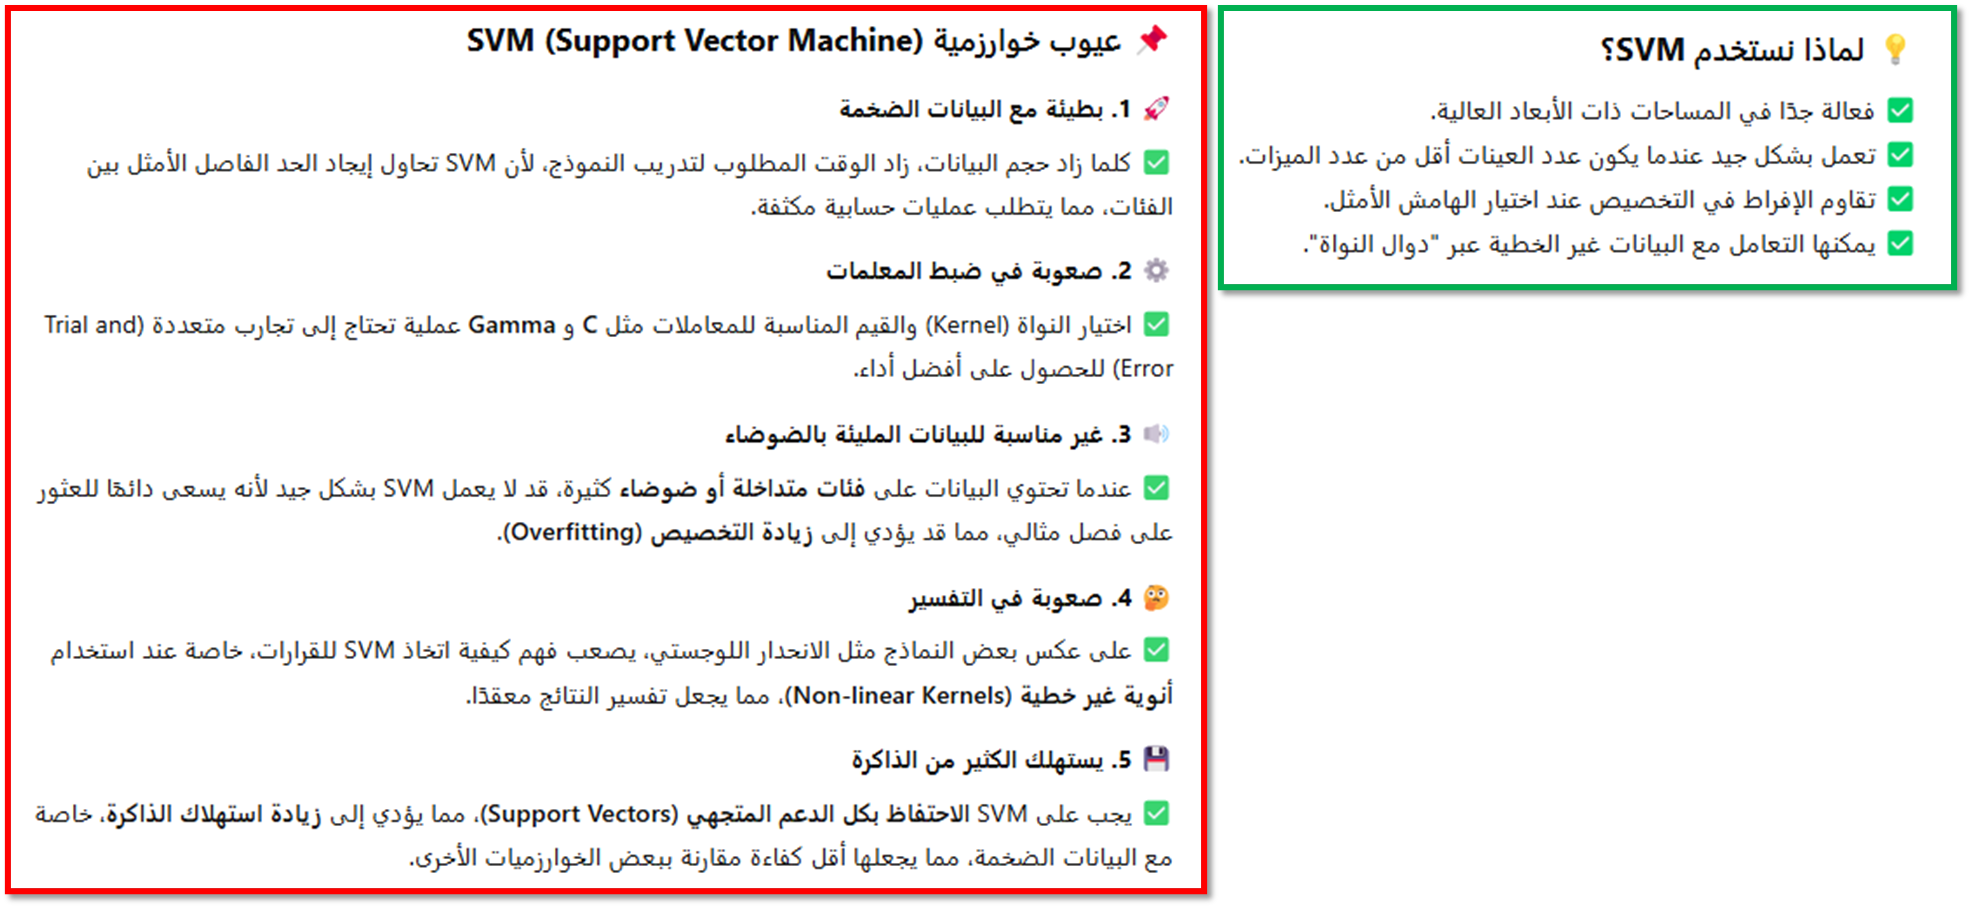 💡 لماذا نستخدم SVM؟
✅ فعالة جدًا في المساحات ذات الأبعاد العالية.
✅ تعمل بشكل جيد عندما يكون عدد العينات أقل من عدد الميزات.
✅ تقاوم الإفراط في التخصيص عند اختيار الهامش الأمثل.
✅ يمكنها التعامل مع البيانات غير الخطية عبر "دوال النواة".
📌 عيوب خوارزمية SVM (Support Vector Machine)
🚀 1. بطيئة مع البيانات الضخمة
✅ كلما زاد حجم البيانات، زاد الوقت المطلوب لتدريب النموذج، لأن SVM تحاول إيجاد الحد الفاصل الأمثل بين
الفئات، مما يتطلب عمليات حسابية مكثفة.
⚙️ 2. صعوبة في ضبط المعلمات
✅ اختيار النواة (Kernel) والقيم المناسبة للمعاملات مثل C و Gamma عملية تحتاج إلى تجارب متعددة (Trial and
Error) للحصول على أفضل أداء.
🔊 3. غير مناسبة للبيانات المليئة بالضوضاء
✅ عندما تحتوي البيانات على فئات متداخلة أو ضوضاء كثيرة، قد لا يعمل SVM بشكل جيد لأنه يسعى دائمًا للعثور
على فصل مثالي، مما قد يؤدي إلى زيادة التخصيص (Overfitting).
🤔 4. صعوبة في التفسير
✅ على عكس بعض النماذج مثل الانحدار اللوجستي، يصعب فهم كيفية اتخاذ SVM للقرارات، خاصة عند استخدام
أنوية غير خطية (Non-linear Kernels)، مما يجعل تفسير النتائج معقدًا.
💾 5. يستهلك الكثير من الذاكرة
✅ يجب على SVM الاحتفاظ بكل الدعم المتجهي (Support Vectors)، مما يؤدي إلى زيادة استهلاك الذاكرة، خاصة
مع البيانات الضخمة، مما يجعلها أقل كفاءة مقارنة ببعض الخوارزميات الأخرى.